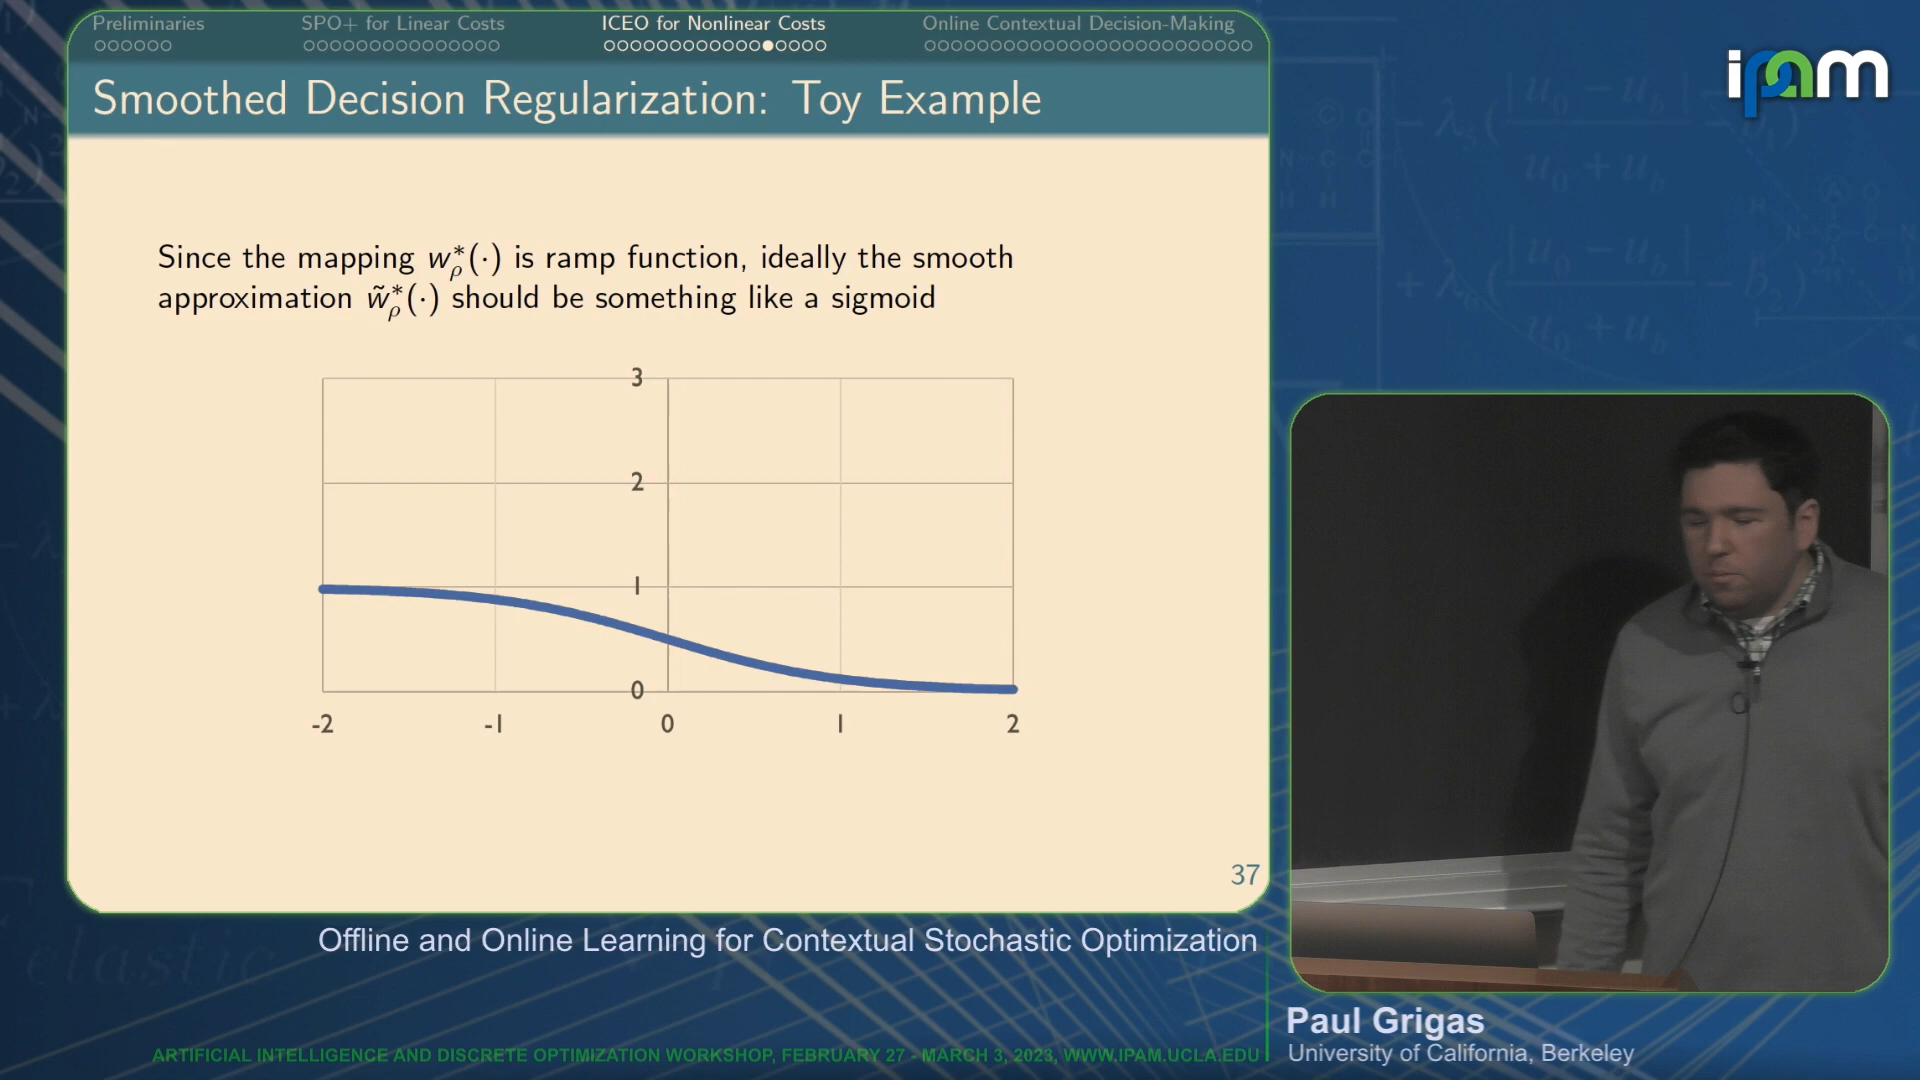 Preliminaries
SPO+ for Linear Costs
ICEO for Nonlinear Costs
Online Contextual Decision-Making
Smoothed Decision Regularization: Toy Example
Since the mapping w*ρ(·) is ramp function, ideally the smooth
approximation w̃*ρ(·) should be something like a sigmoid
3
2
1
0
-2 -1 0 1 2
37
ipam
Offline and Online Learning for Contextual Stochastic Optimization
Paul Grigas
University of California, Berkeley
ARTIFICIAL INTELLIGENCE AND DISCRETE OPTIMIZATION WORKSHOP, FEBRUARY 27 - MARCH 3, 2023, WWW.IPAM.UCLA.EDU
elastic